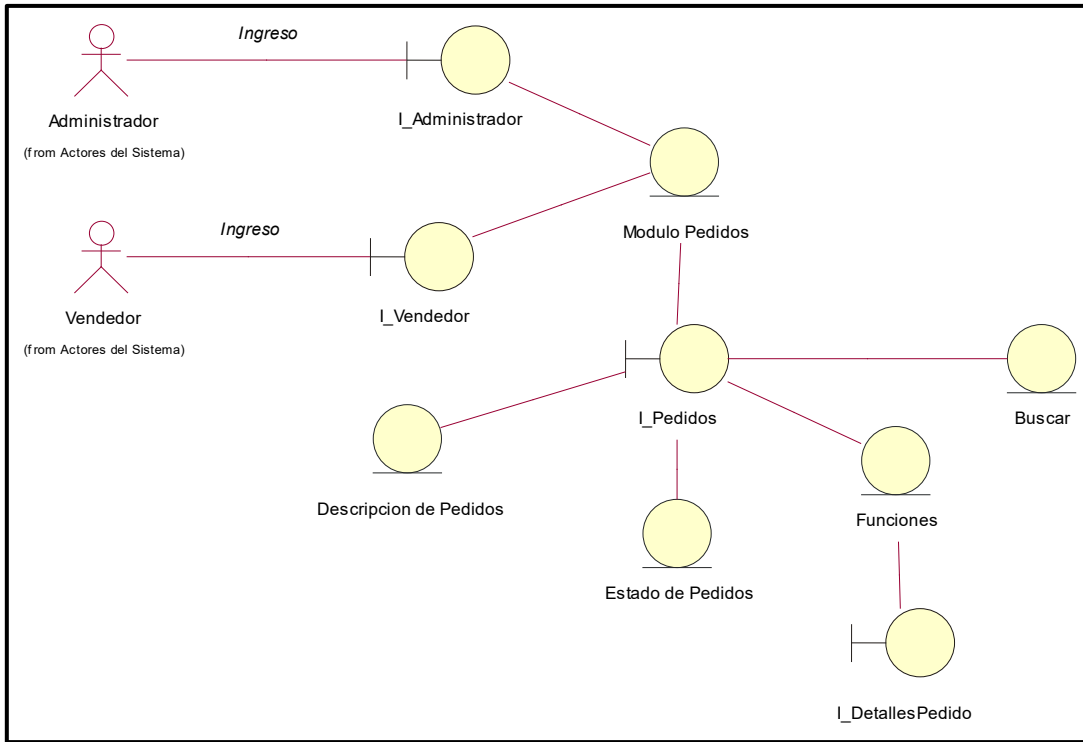 Ingreso
Administrador
(from Actores del Sistema)
I_Administrador
Modulo Pedidos
Ingreso
Vendedor
(from Actores del Sistema)
I_Vendedor
I_Pedidos
Buscar
Descripcion de Pedidos
Funciones
Estado de Pedidos
I_DetallesPedido